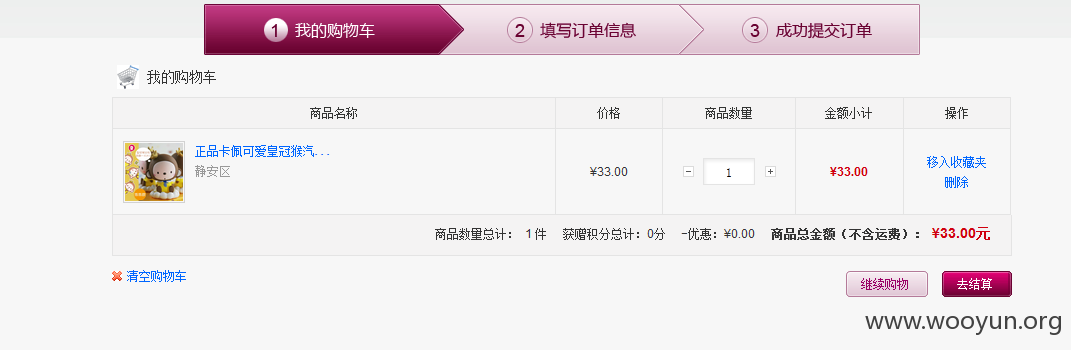 1 我的购物车 2 填写订单信息 3 成功提交订单
我的购物车
商品名称 价格 商品数量 金额小计 操作
正品卡佩可爱皇冠猴汽...
静安区
¥33.00 1 ¥33.00
移入收藏夹
删除
商品数量总计： 1 件 获赠积分总计：0分 -优惠：¥0.00 商品总金额（不含运费）： ¥33.00元
清空购物车 继续购物 去结算
www.wooyun.org